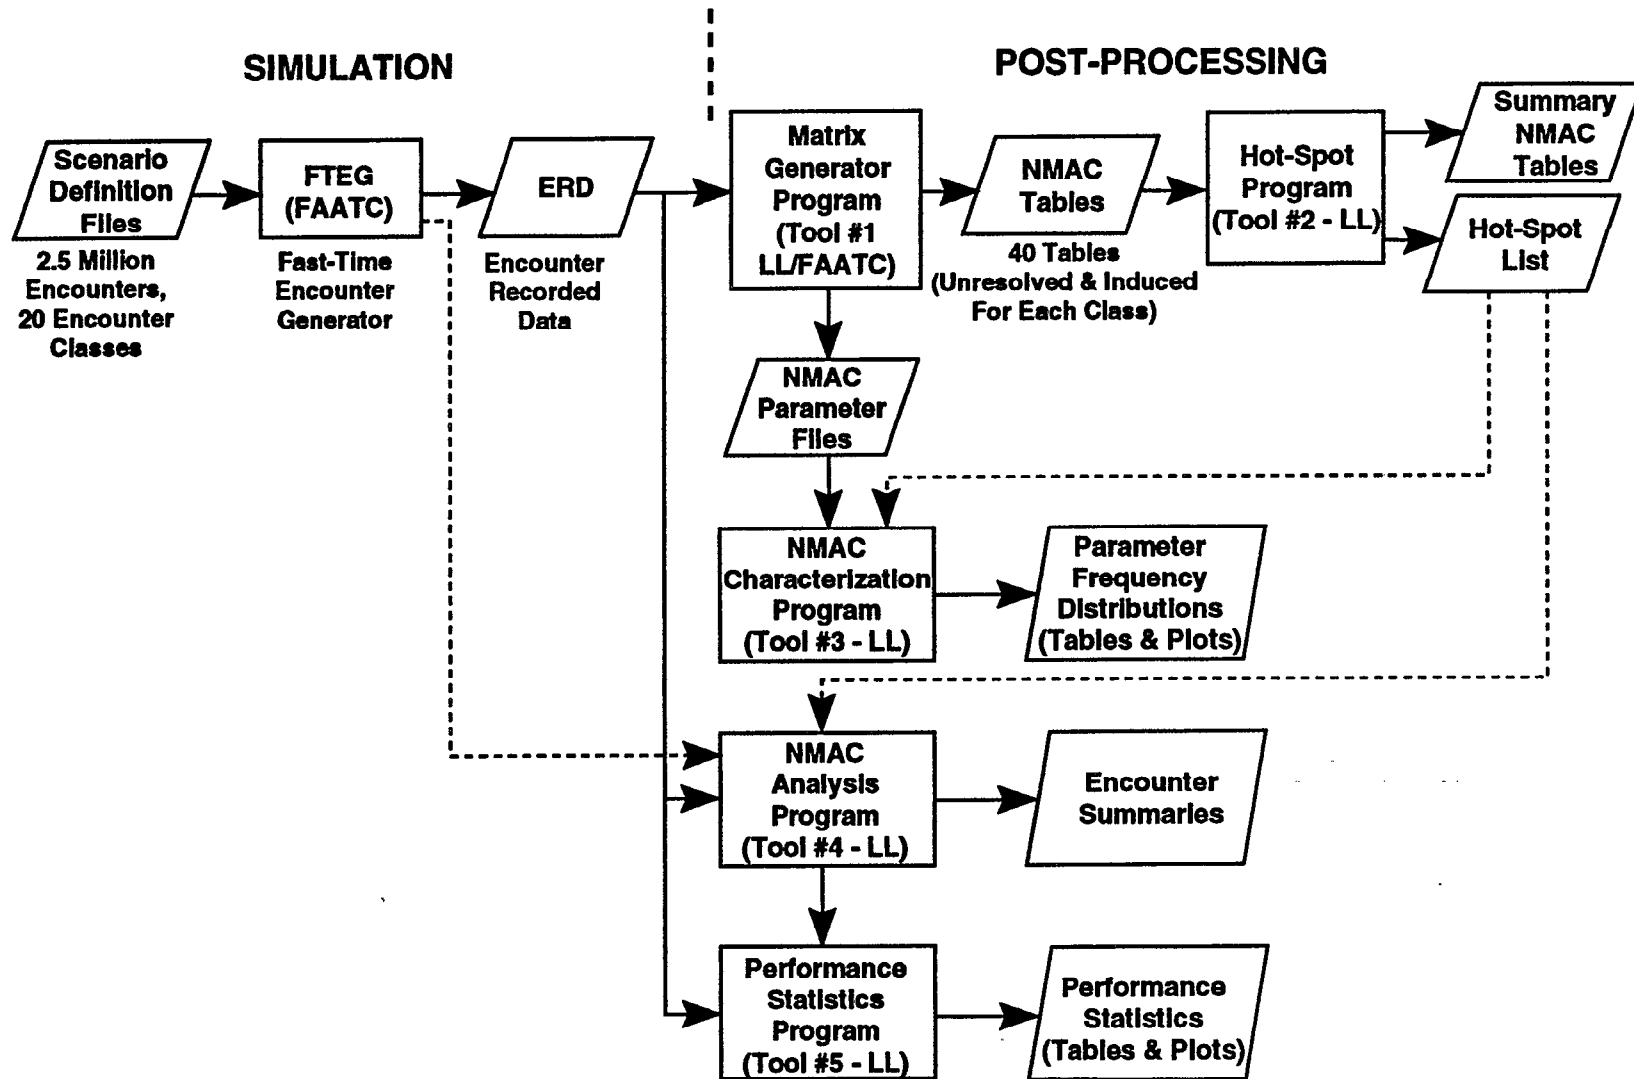 SIMULATION
POST-PROCESSING
Scenario
Definition
Files
2.5 Million
Encounters,
20 Encounter
Classes
FTEG
(FAATC)
Fast-Time
Encounter
Generator
ERD
Encounter
Recorded
Data
Matrix
Generator
Program
(Tool #1
LL/FAATC)
NMAC
Tables
40 Tables
(Unresolved & Induced
For Each Class)
Hot-Spot
Program
(Tool #2 - LL)
Summary
NMAC
Tables
Hot-Spot
List
NMAC
Parameter
Files
NMAC
Characterization
Program
(Tool #3 - LL)
Parameter
Frequency
Distributions
(Tables & Plots)
NMAC
Analysis
Program
(Tool #4 - LL)
Encounter
Summaries
Performance
Statistics
Program
(Tool #5 - LL)
Performance
Statistics
(Tables & Plots)